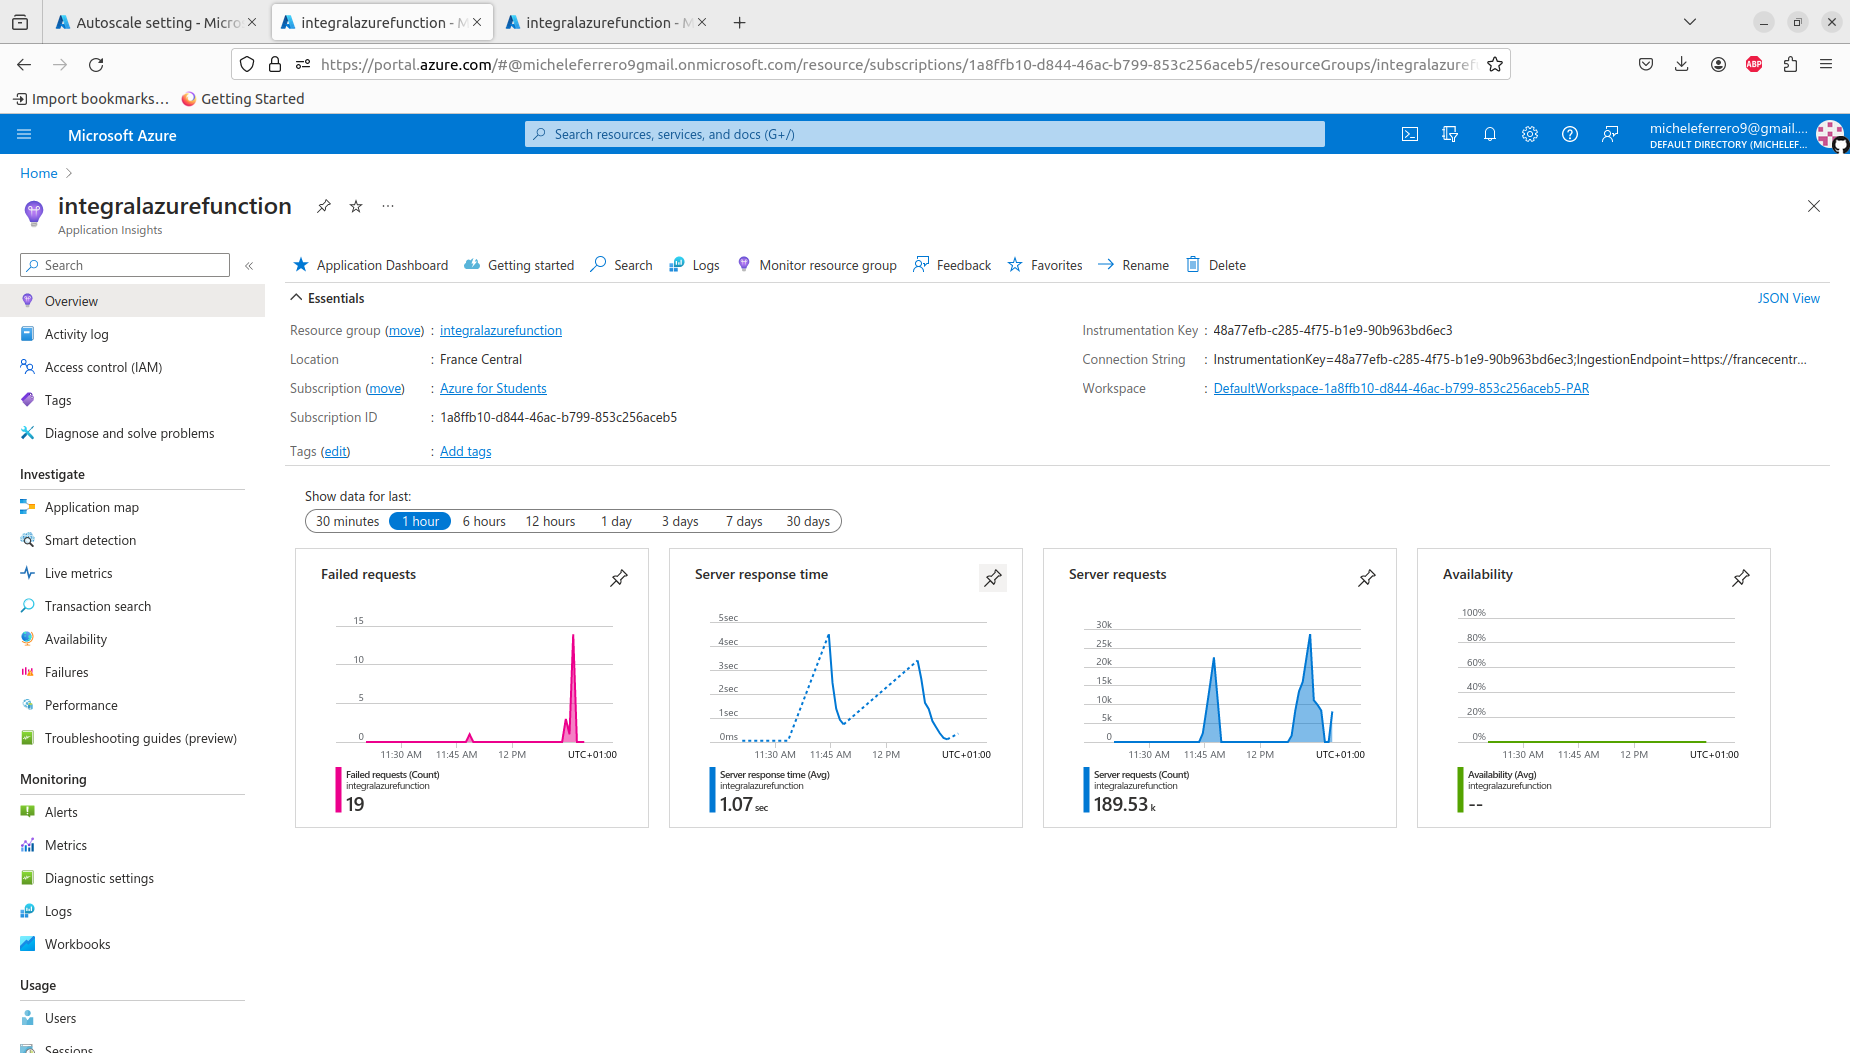 Autoscale setting - Micro
integralazurefunction - M
integralazurefunction - M
https://portal.azure.com/#@micheleferrero9gmail.onmicrosoft.com/resource/subscriptions/1a8ffb10-d844-46ac-b799-853c256aceb5/resourceGroups/integralazuref
ABP
Import bookmarks…
Getting Started
Microsoft Azure
Search resources, services, and docs (G+/)
micheleferrero9@gmail....
DEFAULT DIRECTORY (MICHELEF...
Home
integralazurefunction
...
Application Insights
Search
«
Application Dashboard
Getting started
Search
Logs
Monitor resource group
Feedback
Favorites
Rename
Delete
Overview
Activity log
Access control (IAM)
Tags
Diagnose and solve problems
Investigate
Application map
Smart detection
Live metrics
Transaction search
Availability
Failures
Performance
Troubleshooting guides (preview)
Monitoring
Alerts
Metrics
Diagnostic settings
Logs
Workbooks
Usage
Users
Sessions
Essentials
JSON View
Resource group (move) : integralazurefunction
Location : France Central
Subscription (move) : Azure for Students
Subscription ID : 1a8ffb10-d844-46ac-b799-853c256aceb5
Tags (edit) : Add tags
Instrumentation Key : 48a77efb-c285-4f75-b1e9-90b963bd6ec3
Connection String : InstrumentationKey=48a77efb-c285-4f75-b1e9-90b963bd6ec3;IngestionEndpoint=https://francecentr...
Workspace : DefaultWorkspace-1a8ffb10-d844-46ac-b799-853c256aceb5-PAR
Show data for last:
30 minutes 1 hour 6 hours 12 hours 1 day 3 days 7 days 30 days
Failed requests
15
10
5
0
11:30 AM 11:45 AM 12 PM UTC+01:00
Failed requests (Count)
integralazurefunction
19
Server response time
5sec
4sec
3sec
2sec
1sec
0ms
11:30 AM 11:45 AM 12 PM UTC+01:00
Server response time (Avg)
integralazurefunction
1.07 sec
Server requests
30k
25k
20k
15k
10k
5k
0
11:30 AM 11:45 AM 12 PM UTC+01:00
Server requests (Count)
integralazurefunction
189.53 k
Availability
100%
80%
60%
40%
20%
0%
11:30 AM 11:45 AM 12 PM UTC+01:00
Availability (Avg)
integralazurefunction
--